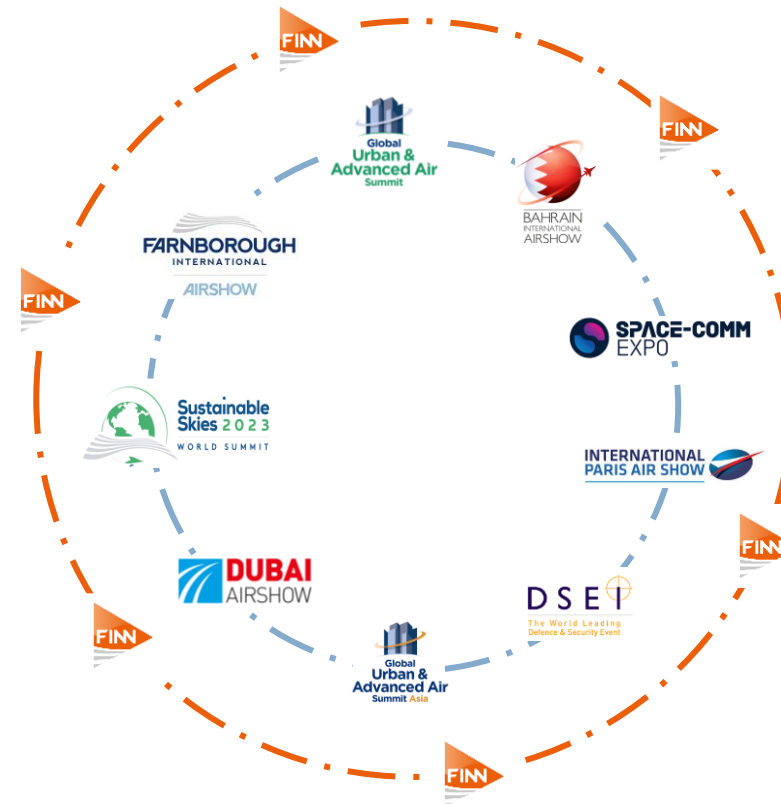 FINN
FINN
Global
Urban &
Advanced Air
Summit
BAHRAIN
INTERNATIONAL
AIRSHOW
FARNBOROUGH
INTERNATIONAL
AIRSHOW
FINN
SPACE-COMM
EXPO
Sustainable
Skies 2023
WORLD SUMMIT
INTERNATIONAL
PARIS AIR SHOW
FINN
DUBAI
AIRSHOW
DSEI
The World Leading
Defence & Security Event
FINN
Global
Urban &
Advanced Air
Summit Asia
FINN